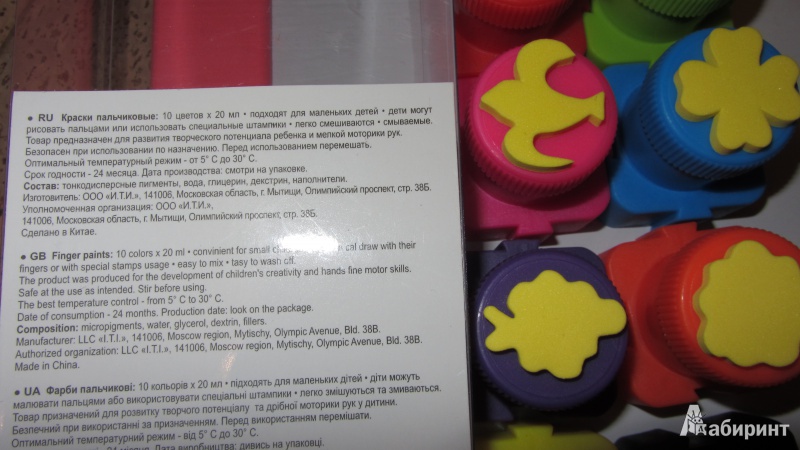 • RU Краски пальчиковые: 10 цветов х 20 мл • подходят для маленьких детей • дети могут
рисовать пальцами или использовать специальные штампики • легко смешиваются • смываемые.
Товар предназначен для развития творческого потенциала ребенка и мелкой моторики рук.
Безопасен при использовании по назначению. Перед использованием перемешать.
Оптимальный температурный режим - от 5° С до 30° С.
Срок годности - 24 месяца. Дата производства: смотри на упаковке.
Состав: тонкодисперсные пигменты, вода, глицерин, декстрин, наполнители.
Изготовитель: ООО «И.Т.И.», 141006, Московская область, г. Мытищи, Олимпийский проспект, стр. 38Б.
Уполномоченная организация: ООО «И.Т.И.»,
141006, Московская область, г. Мытищи, Олимпийский проспект, стр. 38Б.
Сделано в Китае.
• GB Finger paints: 10 colors x 20 ml • convinient for small draw with their
fingers or with special stamps usage • easy to mix • tasy to wash off.
The product was produced for the development of children's creativity and hands fine motor skills.
Safe at the use as intended. Stir before using.
The best temperature control - from 5° C to 30° C.
Date of consumption - 24 months. Production date: look on the package.
Composition: micropigments, water, glycerol, dextrin, fillers.
Manufacturer: LLC «I.T.I.», 141006, Moscow region, Mytischy, Olympic Avenue, Bld. 38B.
Authorized organization: LLC «I.T.I.», 141006, Moscow region, Mytischy, Olympic Avenue, Bld. 38B.
Made in China.
• UA Фарби пальчикові: 10 кольорів х 20 мл • підходять для маленьких дітей • діти можуть
малювати пальцями або використовувати спеціальні штампики • легко змішуються та змиваються.
Товар призначений для розвитку творчого потенціалу та дрібної моторики рук у дитини.
Безпечний при використанні за призначенням. Перед використанням перемішати.
Оптимальний температурний режим - від 5° С до 30° С.
24 місяці. Дата виробництва: дивись на упаковці.
Лабиринт